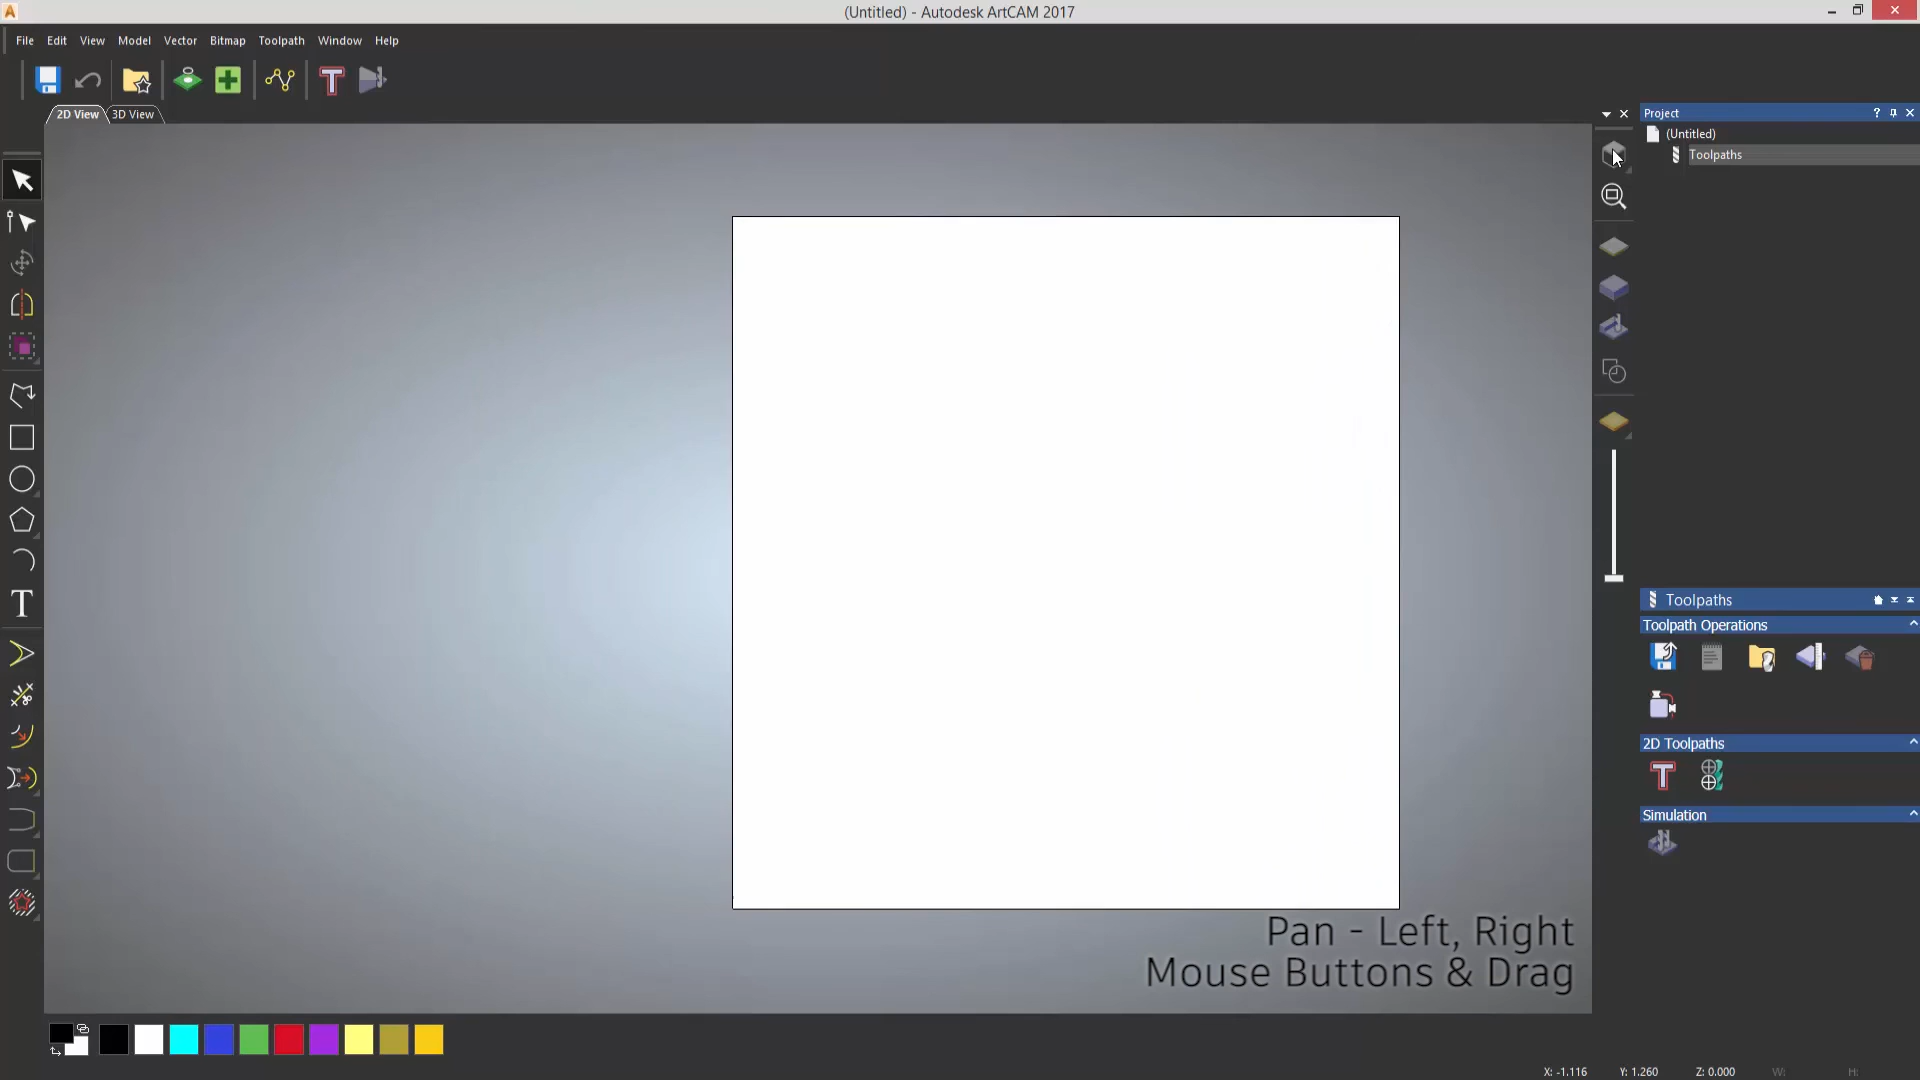 (Untitled) - Autodesk ArtCAM 2017
File Edit View Model Vector Bitmap Toolpath Window Help
2D View 3D View
Project
(Untitled)
Toolpaths
Toolpaths
Toolpath Operations
2D Toolpaths
Simulation
Pan - Left, Right
Mouse Buttons & Drag
X: -1.116 Y: 1.260 Z: 0.000 W: H: